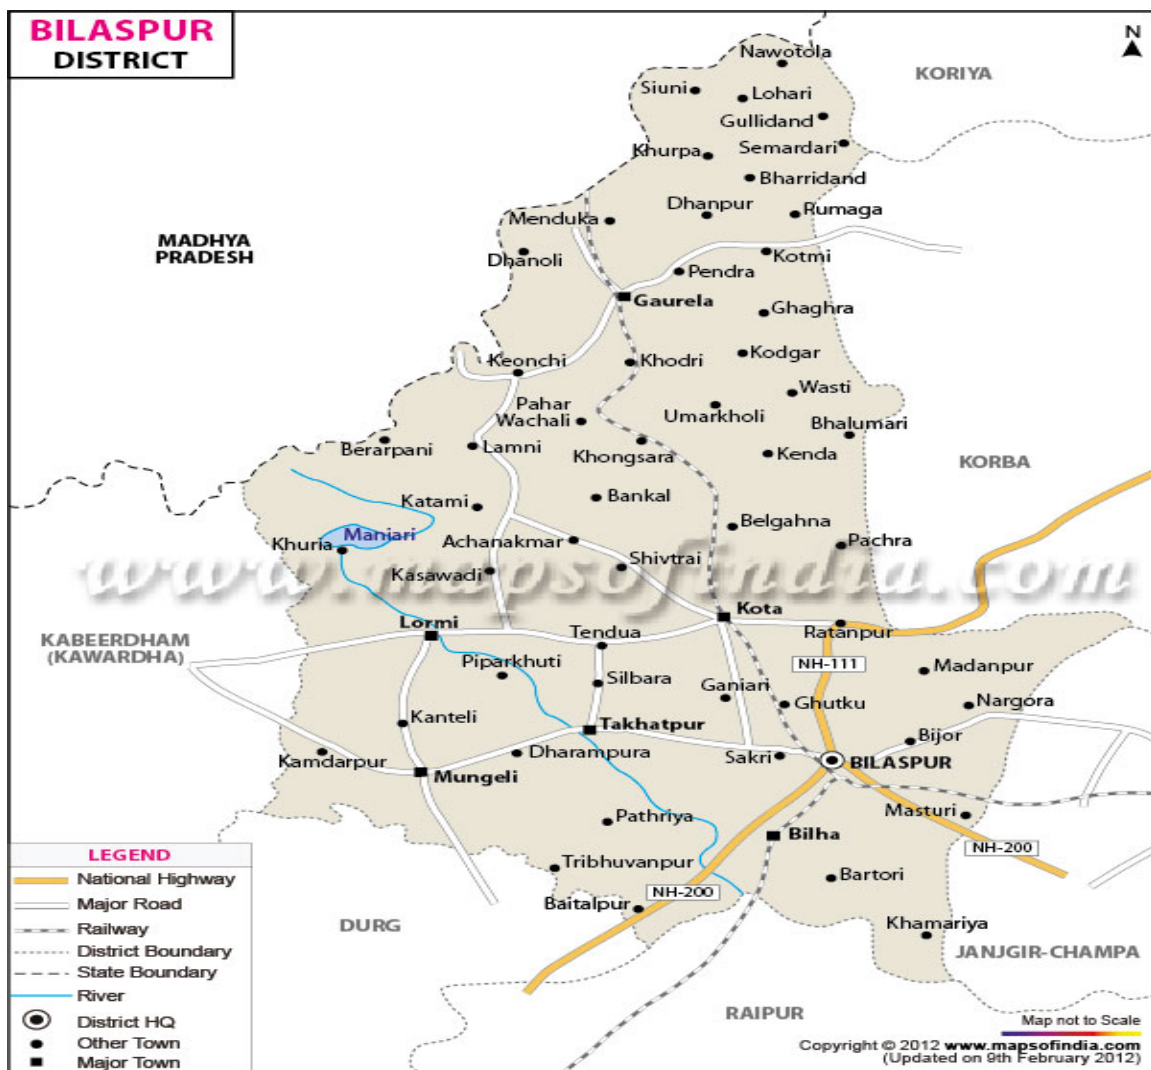 BILASPUR
DISTRICT
N
KORIYA
Nawotola
Siuni
Lohari
Gullidand
Semardari
Khurpa
Bharridand
Dhanpur
Rumaga
Menduka
MADHYA
PRADESH
Dhanoli
Kotmi
Pendra
Gaurela
Ghaghra
Keonchi
Khodri
Kodgar
Wasti
Pahar
Wachali
Umarkholi
Bhalumari
Berarpani
Lamni
Khongsara
Kenda
KORBA
Katami
Bankal
Belgahna
Maniari
Khuria
Achanakmar
Pachra
Shivtrai
Kasawadi
www.mapsofindia.com
Kota
Lormi
Tendua
Ratanpur
KABEERDHAM
(KAWARDHA)
Piparkhuti
NH-111
Madanpur
Silbara
Ganiari
Ghutku
Nargora
Kanteli
Takhatpur
Bijor
Kamdarpur
Dharampura
Sakri
BILASPUR
Mungeli
Pathriya
Masturi
Bilha
NH-200
Tribhuvanpur
Bartori
NH-200
Baitalpur
Khamariya
DURG
JANJGIR-CHAMPA
RAIPUR
LEGEND
National Highway
Major Road
Railway
District Boundary
State Boundary
River
District HQ
Other Town
Major Town
Map not to Scale
Copyright © 2012 www.mapsofindia.com
(Updated on 9th February 2012)